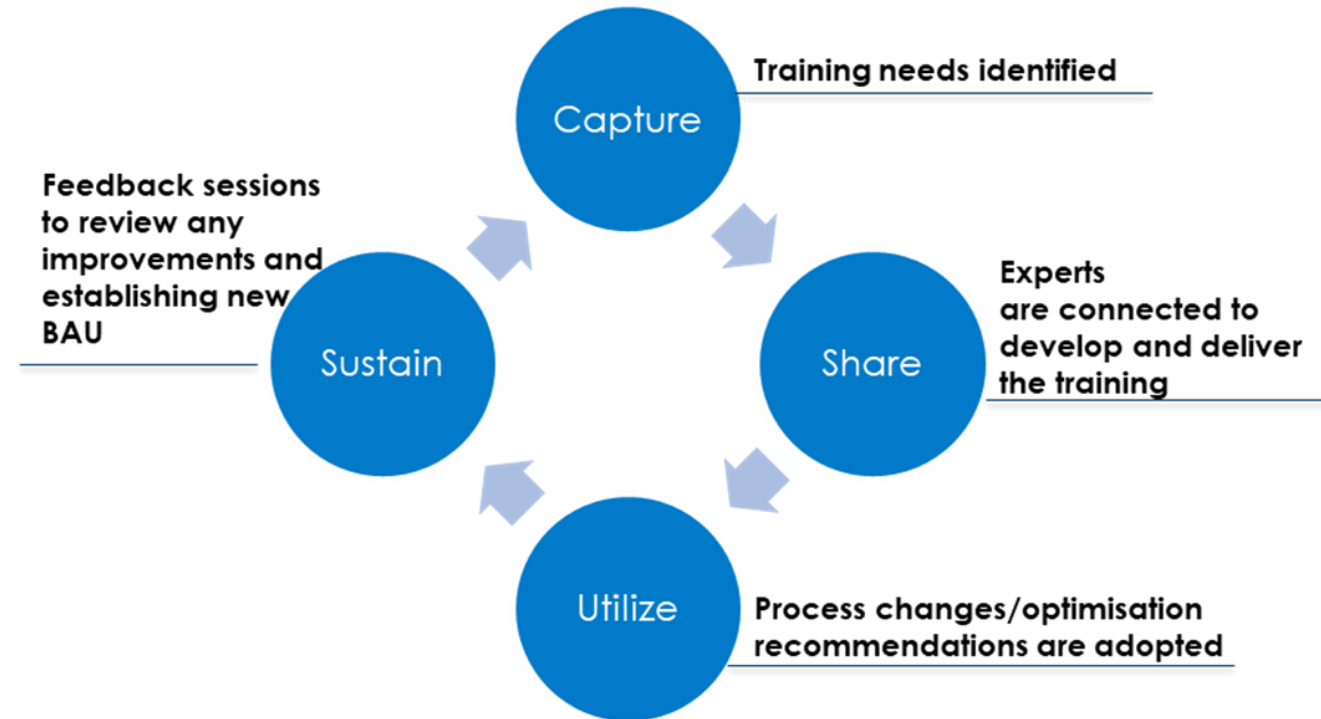 Capture
Training needs identified
Share
Experts
are connected to
develop and deliver
the training
Utilize
Process changes/optimisation
recommendations are adopted
Sustain
Feedback sessions
to review any
improvements and
establishing new
BAU